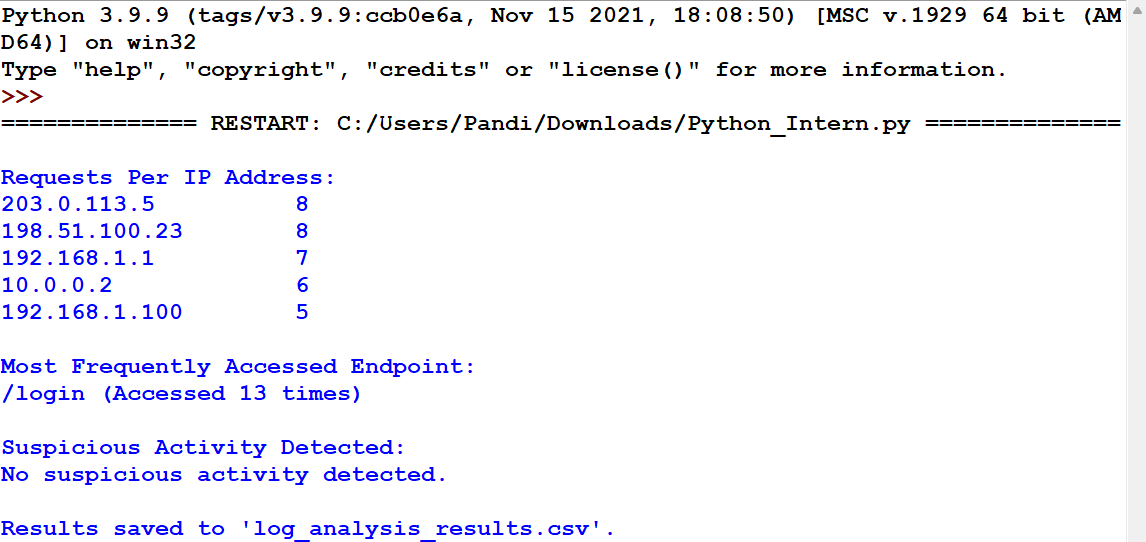 Python 3.9.9 (tags/v3.9.9:ccb0e6a, Nov 15 2021, 18:08:50) [MSC v.1929 64 bit (AM
D64)] on win32
Type "help", "copyright", "credits" or "license()" for more information.
>>>
============== RESTART: C:/Users/Pandi/Downloads/Python_Intern.py ==============
Requests Per IP Address:
203.0.113.5          8
198.51.100.23        8
192.168.1.1          7
10.0.0.2             6
192.168.1.100        5
Most Frequently Accessed Endpoint:
/login (Accessed 13 times)
Suspicious Activity Detected:
No suspicious activity detected.
Results saved to 'log_analysis_results.csv'.